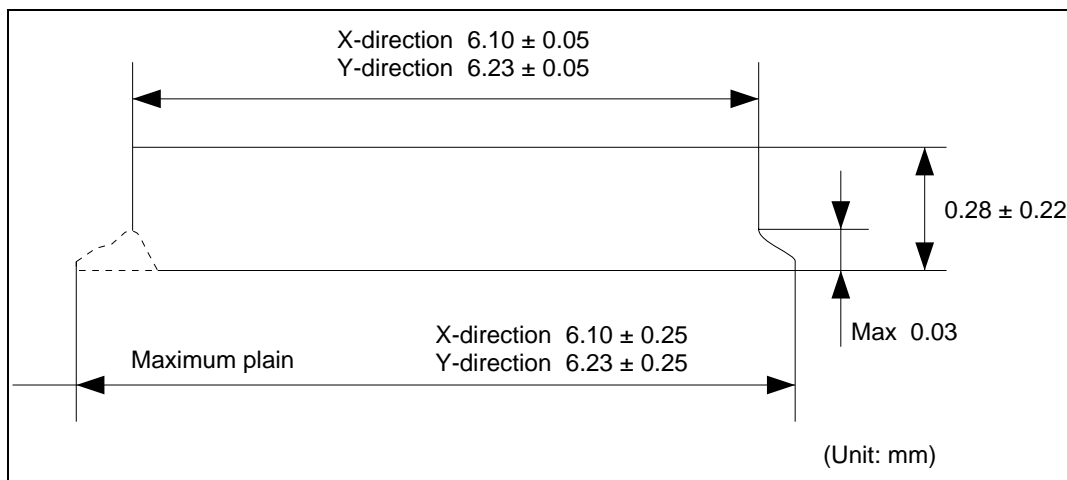 X-direction 6.10 ± 0.05
Y-direction 6.23 ± 0.05
0.28 ± 0.22
Max 0.03
X-direction 6.10 ± 0.25
Y-direction 6.23 ± 0.25
Maximum plain
(Unit: mm)